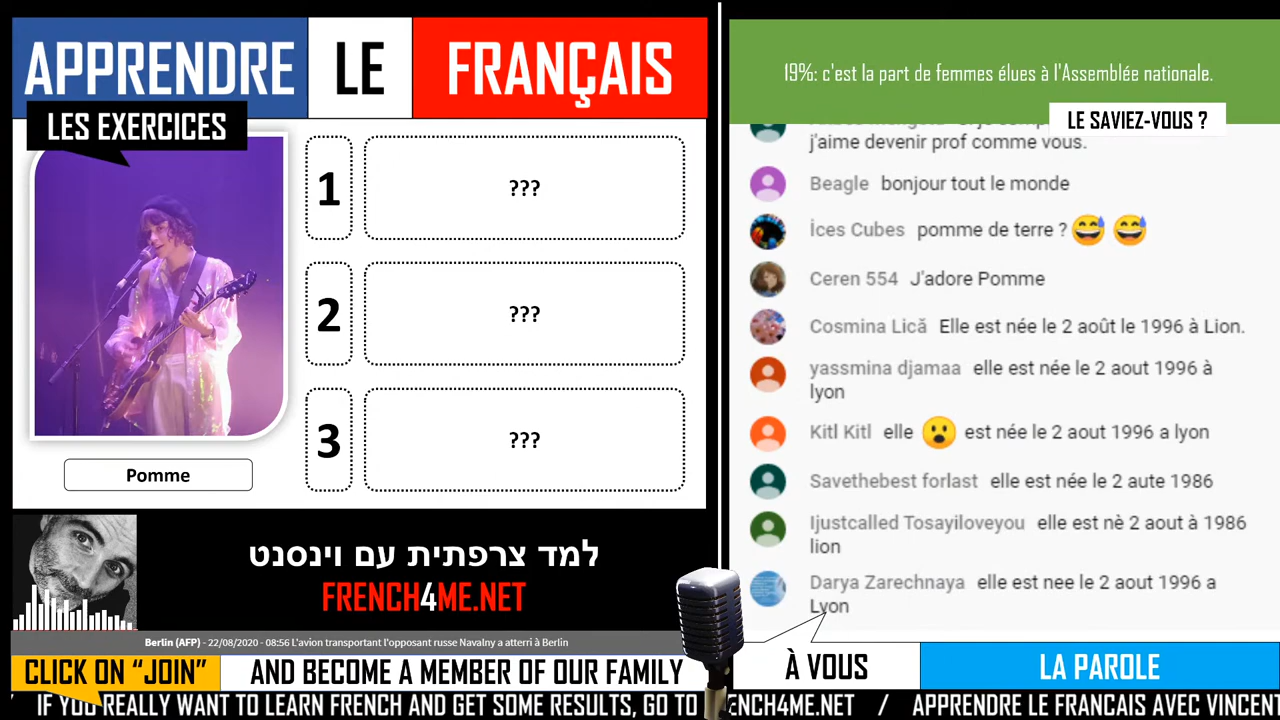 APPRENDRE LE FRANÇAIS
LES EXERCICES
1 ???
2 ???
3 ???
Pomme
למד צרפתית עם וינסנט
FRENCH4ME.NET
Berlin (AFP) - 22/08/2020 - 08:56 L'avion transportant l'opposant russe Navalny a atterri à Berlin
CLICK ON “JOIN” AND BECOME A MEMBER OF OUR FAMILY
19%: c'est la part de femmes élues à l'Assemblée nationale.
LE SAVIEZ-VOUS ?
j'aime devenir prof comme vous.
Beagle bonjour tout le monde
İces Cubes pomme de terre ? 😅 😅
Ceren 554 J'adore Pomme
Cosmina Lică Elle est née le 2 août le 1996 à Lion.
yassmina djamaa elle est née le 2 aout 1996 à
lyon
Kitl Kitl elle 😮 est née le 2 aout 1996 a lyon
Savethebest forlast elle est née le 2 aute 1986
Ijustcalled Tosayiloveyou elle est nè 2 aout à 1986
lion
Darya Zarechnaya elle est nee le 2 aout 1996 a
Lyon
À VOUS LA PAROLE
IF YOU REALLY WANT TO LEARN FRENCH AND GET SOME RESULTS, GO TO ENCH4ME.NET / APPRENDRE LE FRANCAIS AVEC VINCENT